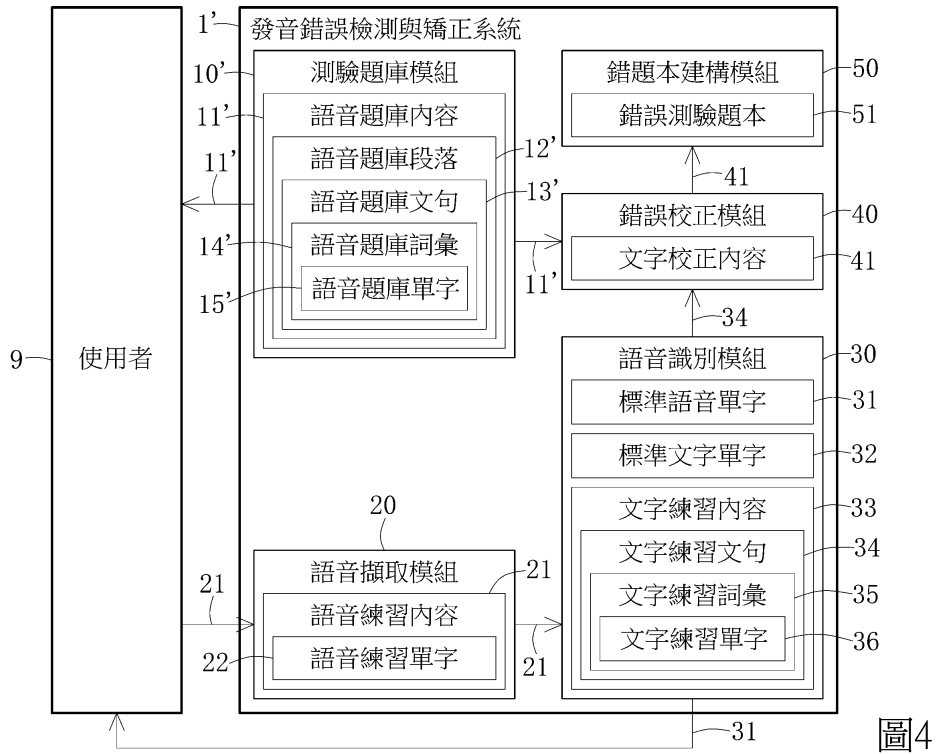 1’
發音錯誤檢測與矯正系統
10’
測驗題庫模組
11’
語音題庫內容
語音題庫段落
12’
11’
語音題庫文句
13’
14’
語音題庫詞彙
15’
語音題庫單字
11’
錯題本建構模組
50
錯誤測驗題本
51
41
錯誤校正模組
40
文字校正內容
41
34
9
使用者
語音識別模組
30
標準語音單字
31
標準文字單字
32
文字練習內容
33
文字練習文句
34
文字練習詞彙
35
文字練習單字
36
20
語音擷取模組
21
21
語音練習內容
22
語音練習單字
21
31
圖4